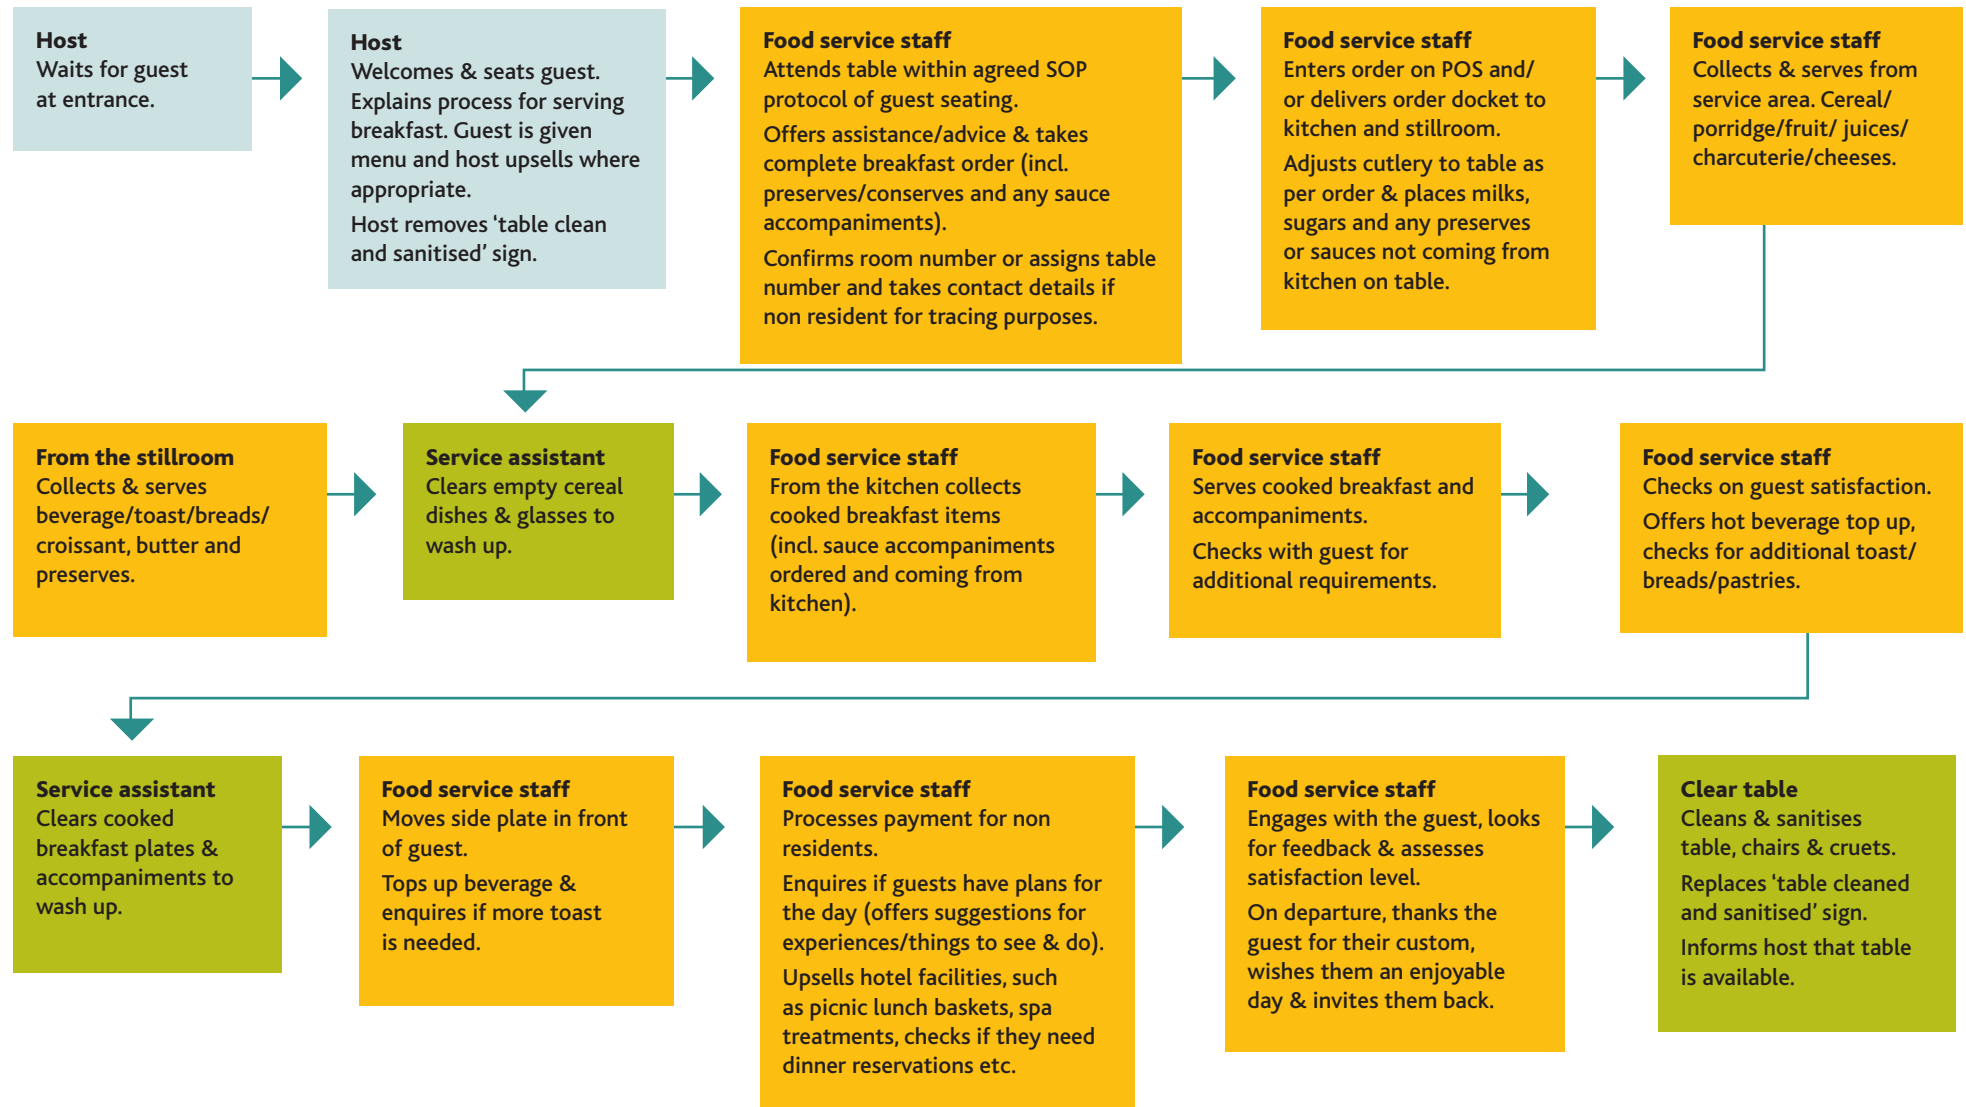 Host
Waits for guest
at entrance.
Host
Welcomes & seats guest.
Explains process for serving
breakfast. Guest is given
menu and host upsells where
appropriate.
Host removes ‘table clean
and sanitised’ sign.
Food service staff
Attends table within agreed SOP
protocol of guest seating.
Offers assistance/advice & takes
complete breakfast order (incl.
preserves/conserves and any sauce
accompaniments).
Confirms room number or assigns table
number and takes contact details if
non resident for tracing purposes.
Food service staff
Enters order on POS and/
or delivers order docket to
kitchen and stillroom.
Adjusts cutlery to table as
per order & places milks,
sugars and any preserves
or sauces not coming from
kitchen on table.
Food service staff
Collects & serves from
service area. Cereal/
porridge/fruit/ juices/
charcuterie/cheeses.
From the stillroom
Collects & serves
beverage/toast/breads/
croissant, butter and
preserves.
Service assistant
Clears empty cereal
dishes & glasses to
wash up.
Food service staff
From the kitchen collects
cooked breakfast items
(incl. sauce accompaniments
ordered and coming from
kitchen).
Food service staff
Serves cooked breakfast and
accompaniments.
Checks with guest for
additional requirements.
Food service staff
Checks on guest satisfaction.
Offers hot beverage top up,
checks for additional toast/
breads/pastries.
Service assistant
Clears cooked
breakfast plates &
accompaniments to
wash up.
Food service staff
Moves side plate in front
of guest.
Tops up beverage &
enquires if more toast
is needed.
Food service staff
Processes payment for non
residents.
Enquires if guests have plans for
the day (offers suggestions for
experiences/things to see & do).
Upsells hotel facilities, such
as picnic lunch baskets, spa
treatments, checks if they need
dinner reservations etc.
Food service staff
Engages with the guest, looks
for feedback & assesses
satisfaction level.
On departure, thanks the
guest for their custom,
wishes them an enjoyable
day & invites them back.
Clear table
Cleans & sanitises
table, chairs & cruets.
Replaces ‘table cleaned
and sanitised’ sign.
Informs host that table
is available.